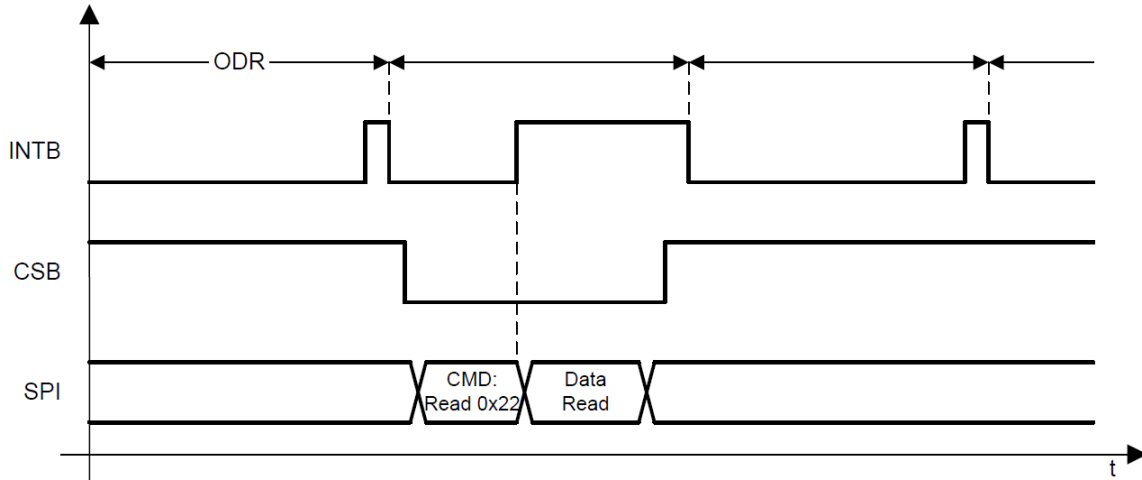 ODR
INTB
CSB
SPI
CMD:
Read 0x22
Data
Read
t